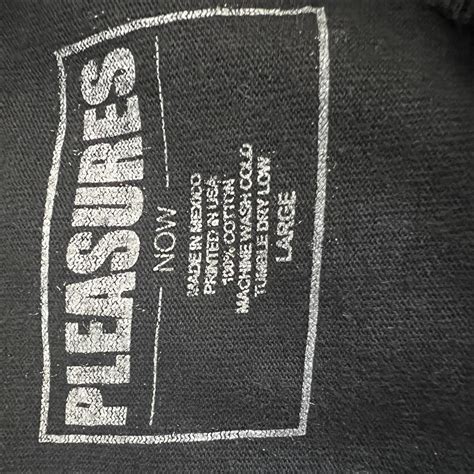 PLEASURES
NOW
MADE IN MEXICO
PRINTED IN USA
100% COTTON
MACHINE WASH COLD
TUMBLE DRY LOW
LARGE